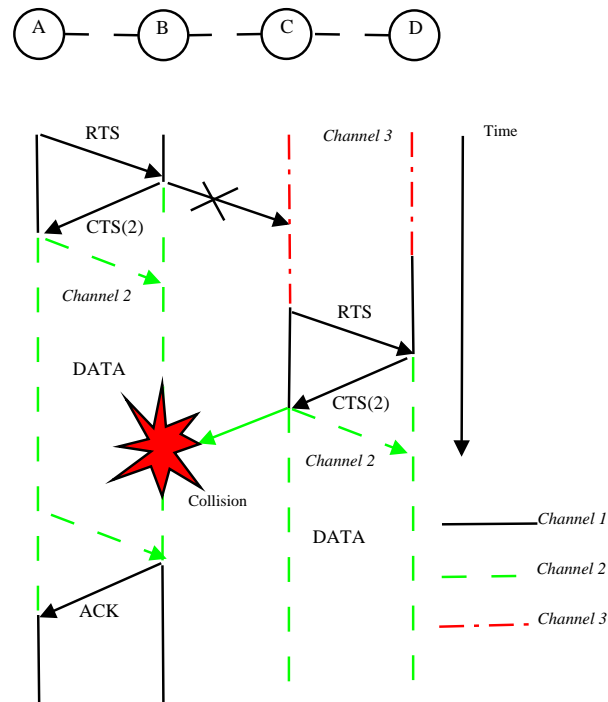 A B C D
Channel 3
Time
RTS
CTS(2)
Channel 2
RTS
DATA
CTS(2)
Channel 2
Collision
Channel 1
DATA
Channel 2
ACK
Channel 3